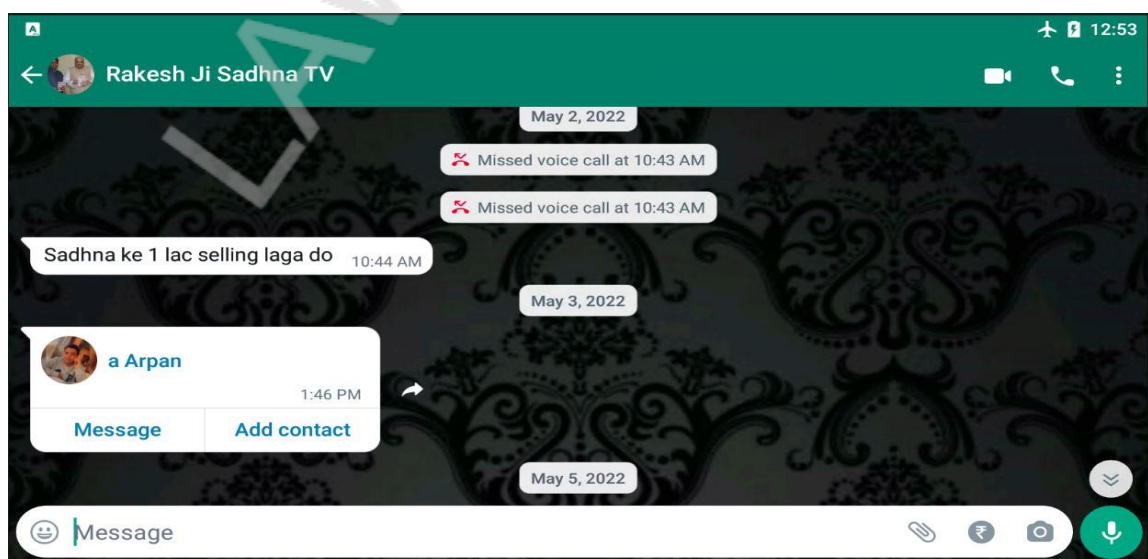 12:53
Rakesh Ji Sadhna TV
May 2, 2022
Missed voice call at 10:43 AM
Missed voice call at 10:43 AM
Sadhna ke 1 lac selling laga do 10:44 AM
May 3, 2022
a Arpan
1:46 PM
Message Add contact
May 5, 2022
Message